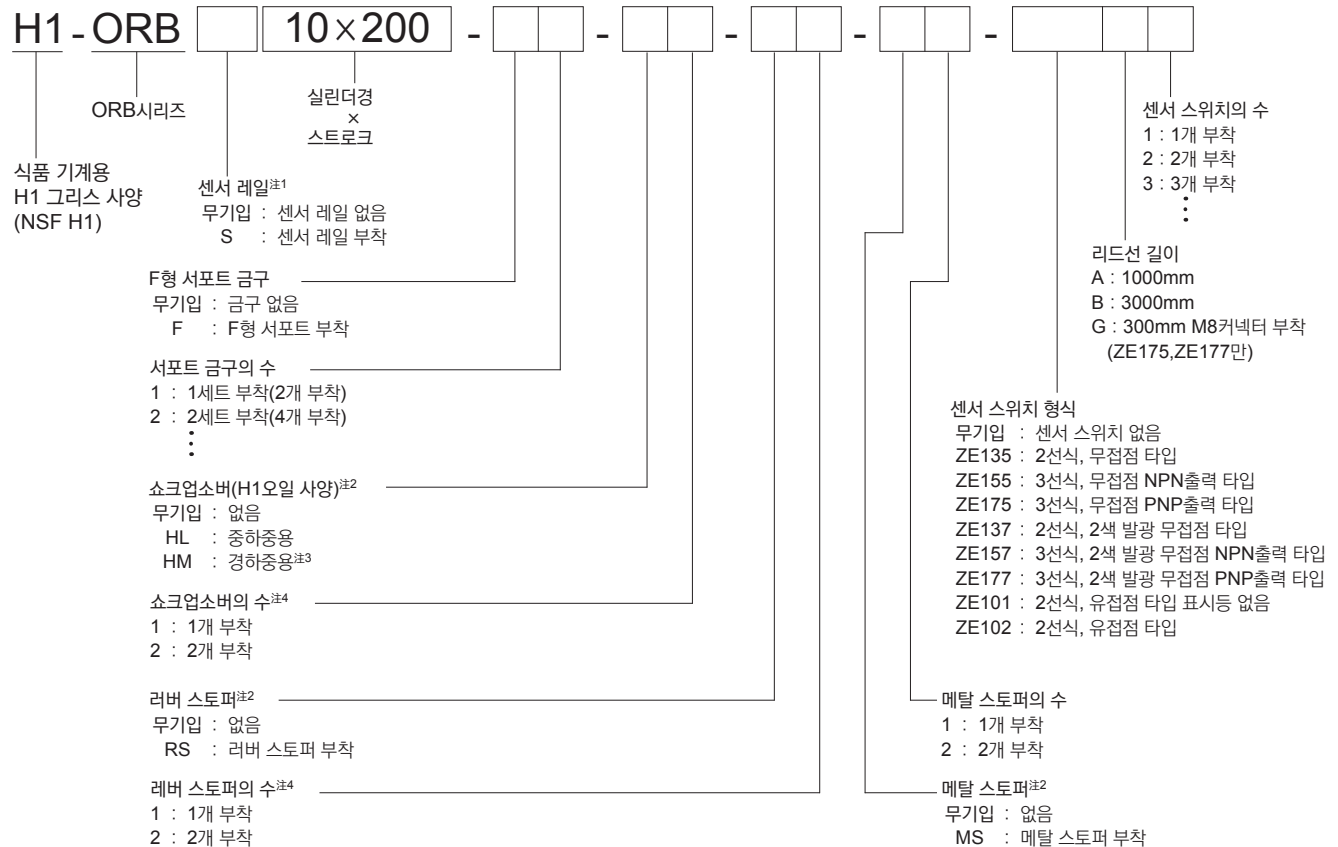 H1-ORB 10×200 - - - - -
ORB시리즈
실린더경
×
스트로크
식품 기계용
H1 그리스 사양
(NSF H1)
센서 레일注1
무기입 : 센서 레일 없음
S : 센서 레일 부착
F형 서포트 금구
무기입 : 금구 없음
F : F형 서포트 부착
서포트 금구의 수
1 : 1세트 부착(2개 부착)
2 : 2세트 부착(4개 부착)
⋮
쇼크업소버(H1오일 사양)注2
무기입 : 없음
HL : 중하중용
HM : 경하중용注3
쇼크업소버의 수注4
1 : 1개 부착
2 : 2개 부착
러버 스토퍼注2
무기입 : 없음
RS : 러버 스토퍼 부착
레버 스토퍼의 수注4
1 : 1개 부착
2 : 2개 부착
센서 스위치의 수
1 : 1개 부착
2 : 2개 부착
3 : 3개 부착
⋮
리드선 길이
A : 1000mm
B : 3000mm
G : 300mm M8커넥터 부착
(ZE175,ZE177만)
센서 스위치 형식
무기입 : 센서 스위치 없음
ZE135 : 2선식, 무접점 타입
ZE155 : 3선식, 무접점 NPN출력 타입
ZE175 : 3선식, 무접점 PNP출력 타입
ZE137 : 2선식, 2색 발광 무접점 타입
ZE157 : 3선식, 2색 발광 무접점 NPN출력 타입
ZE177 : 3선식, 2색 발광 무접점 PNP출력 타입
ZE101 : 2선식, 유접점 타입 표시등 없음
ZE102 : 2선식, 유접점 타입
메탈 스토퍼의 수
1 : 1개 부착
2 : 2개 부착
메탈 스토퍼注2
무기입 : 없음
MS : 메탈 스토퍼 부착